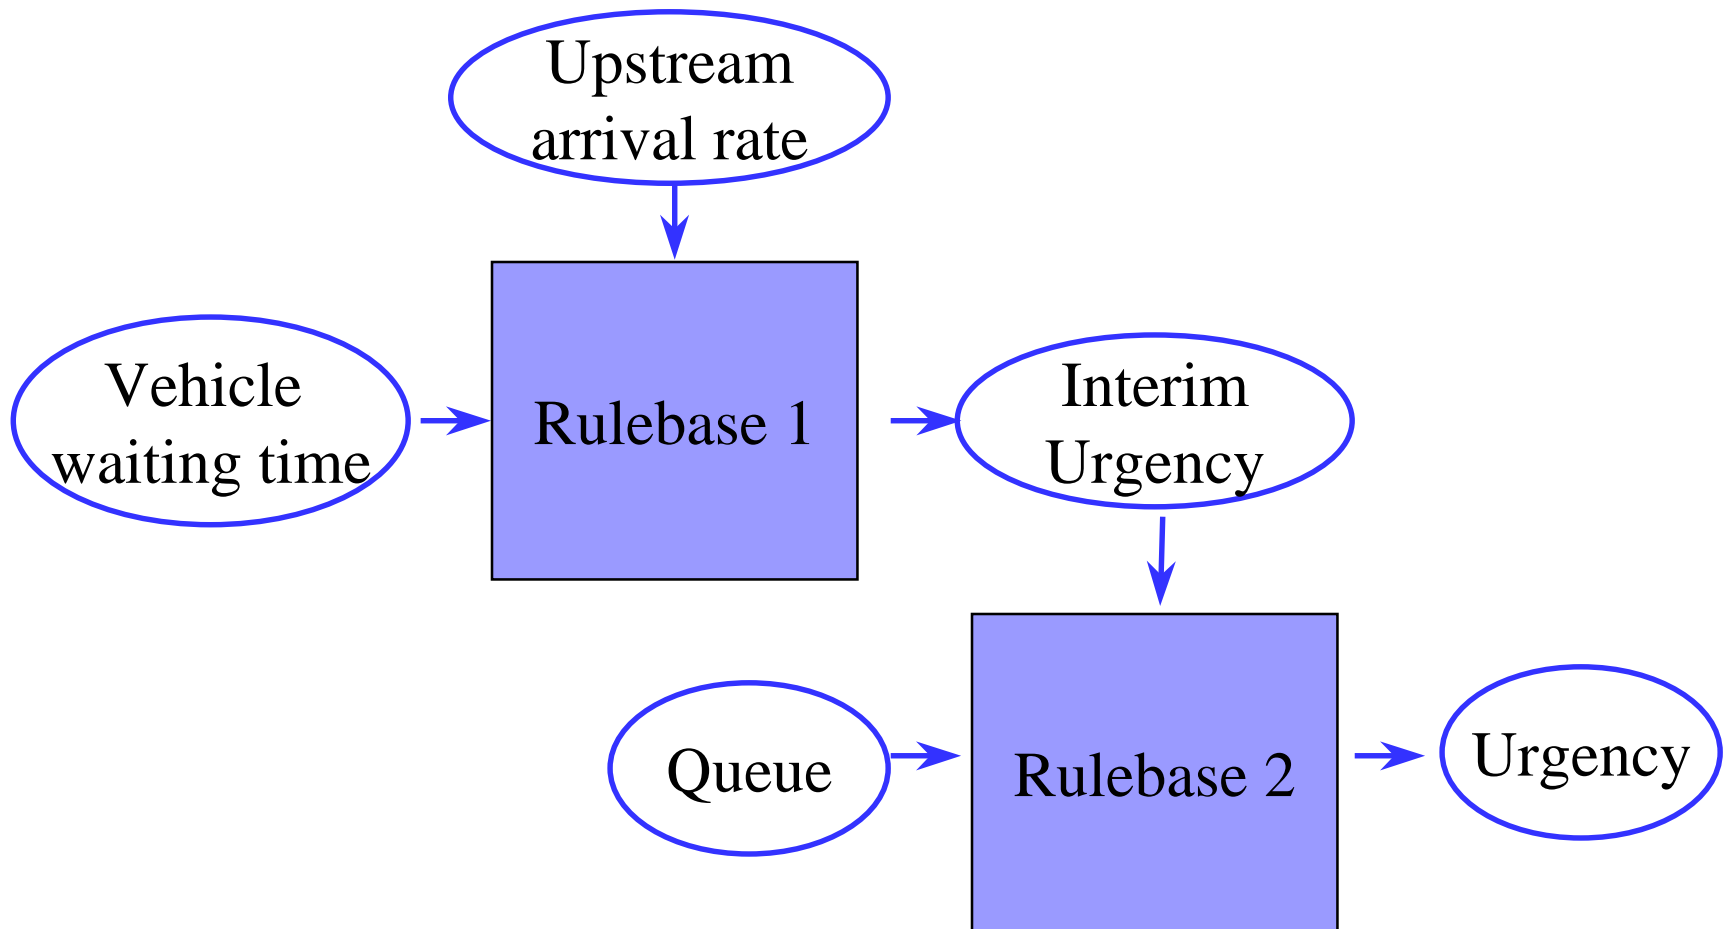 Upstream
arrival rate
Vehicle
waiting time
Rulebase 1
Interim
Urgency
Queue
Rulebase 2
Urgency